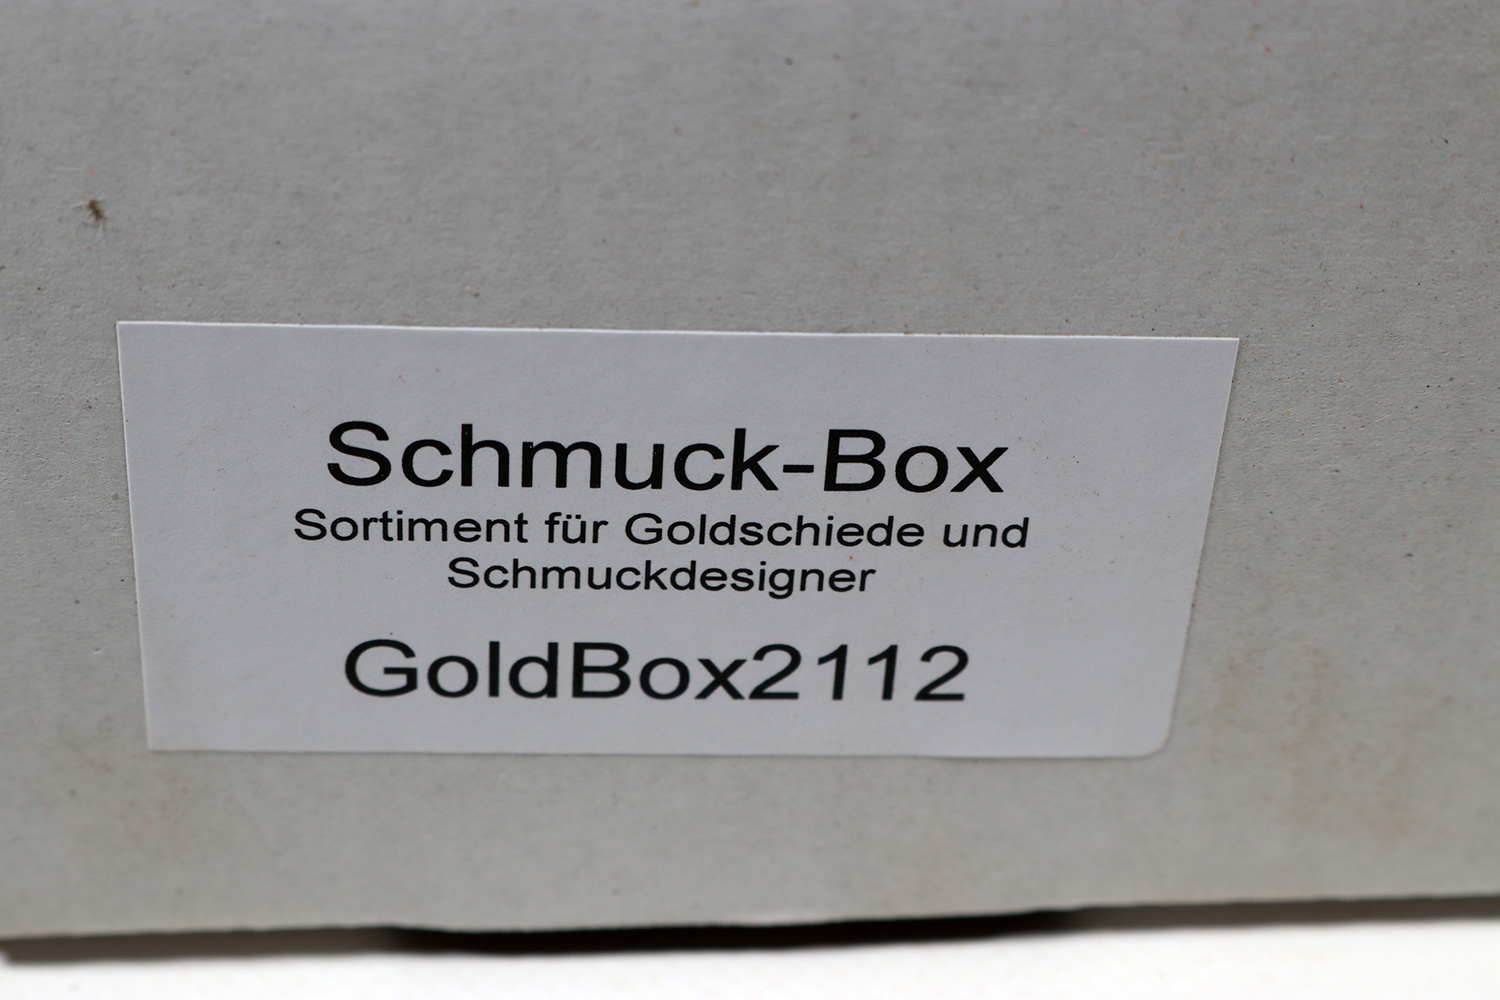 Schmuck-Box
Sortiment für Goldschiede und
Schmuckdesigner
GoldBox2112